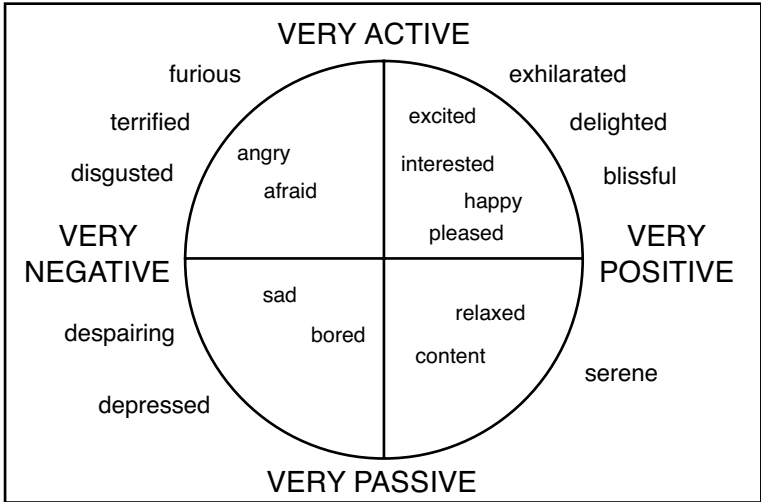 VERY ACTIVE
furious
exhilarated
excited
terrified
delighted
angry
interested
disgusted
blissful
afraid
happy
pleased
VERY
NEGATIVE
VERY
POSITIVE
sad
relaxed
despairing
bored
content
serene
depressed
VERY PASSIVE